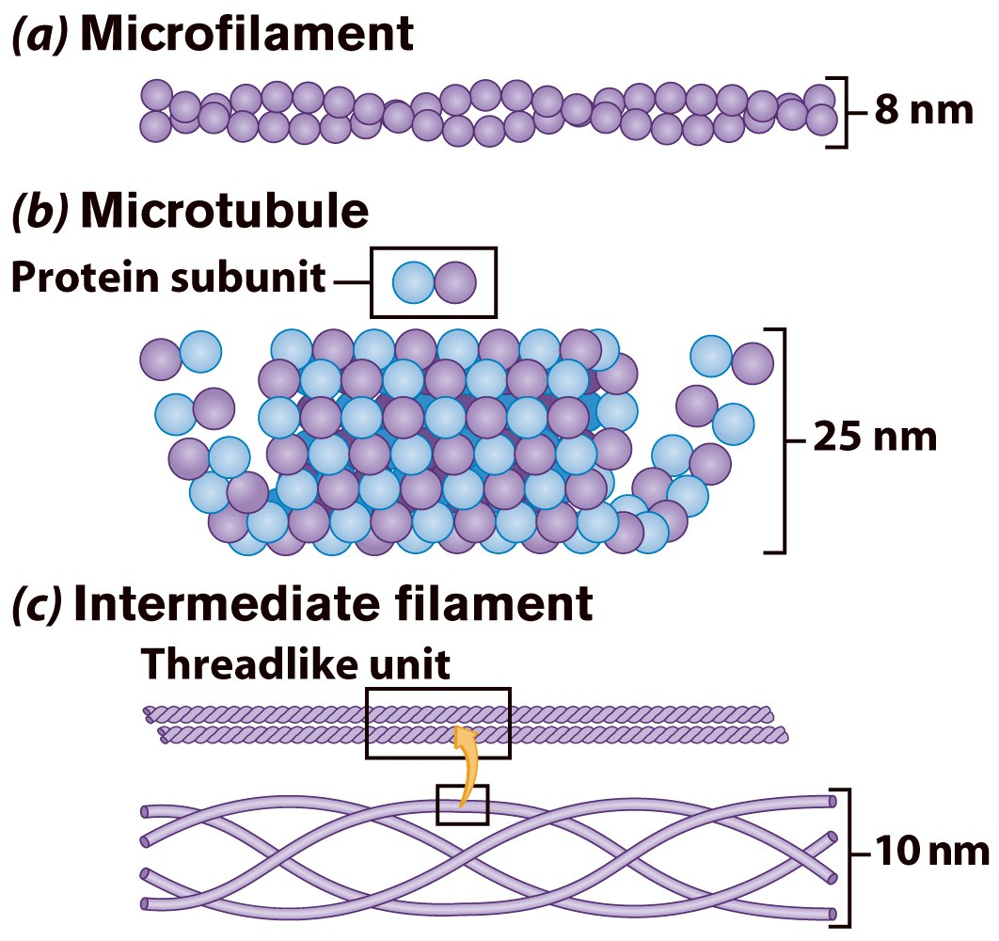 (a) Microfilament
8 nm
(b) Microtubule
Protein subunit
25 nm
(c) Intermediate filament
Threadlike unit
10 nm